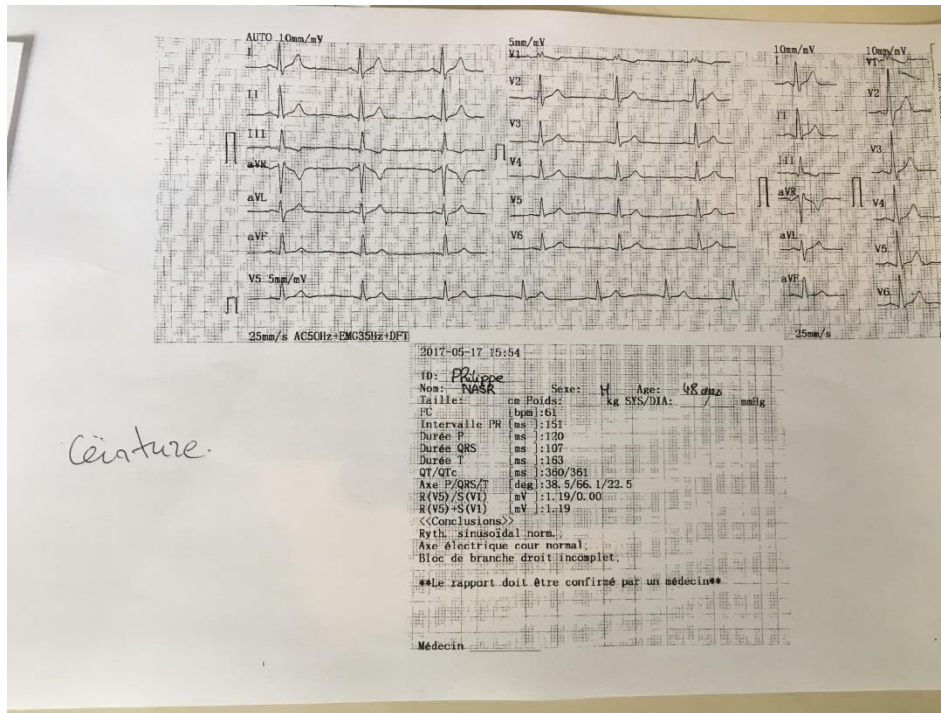 AUTO 10mm/mV
I
II
III
aVR
aVL
aVF
V5 5mm/mV
25mm/s AC50Hz+EMG35Hz+DFT
5mm/mV
V1
V2
V3
V4
V5
V6
10mm/mV
I
II
III
aVR
aVL
aVF
25mm/s
10mm/mV
V1
V2
V3
V4
V5
V6
2017-05-17 15:54
ID: Philippe
Nom: NASR Sexe: M Age: 48 ans
Taille: cm Poids: kg SYS/DIA: / mmHg
FC [bpm]:61
Intervalle PR [ms ]:151
Durée P [ms ]:120
Durée QRS [ms ]:107
Durée T [ms ]:163
QT/QTc [ms ]:360/361
Axe P/QRS/T [deg]:38.5/66.1/22.5
R(V5)/S(V1) [mV ]:1.19/0.00
R(V5)+S(V1) [mV ]:1.19
<<Conclusions>>
Ryth. sinusoïdal norm.;
Axe électrique cour normal;
Bloc de branche droit incomplet;
**Le rapport doit être confirmé par un médecin**
Médecin
Ceinture.